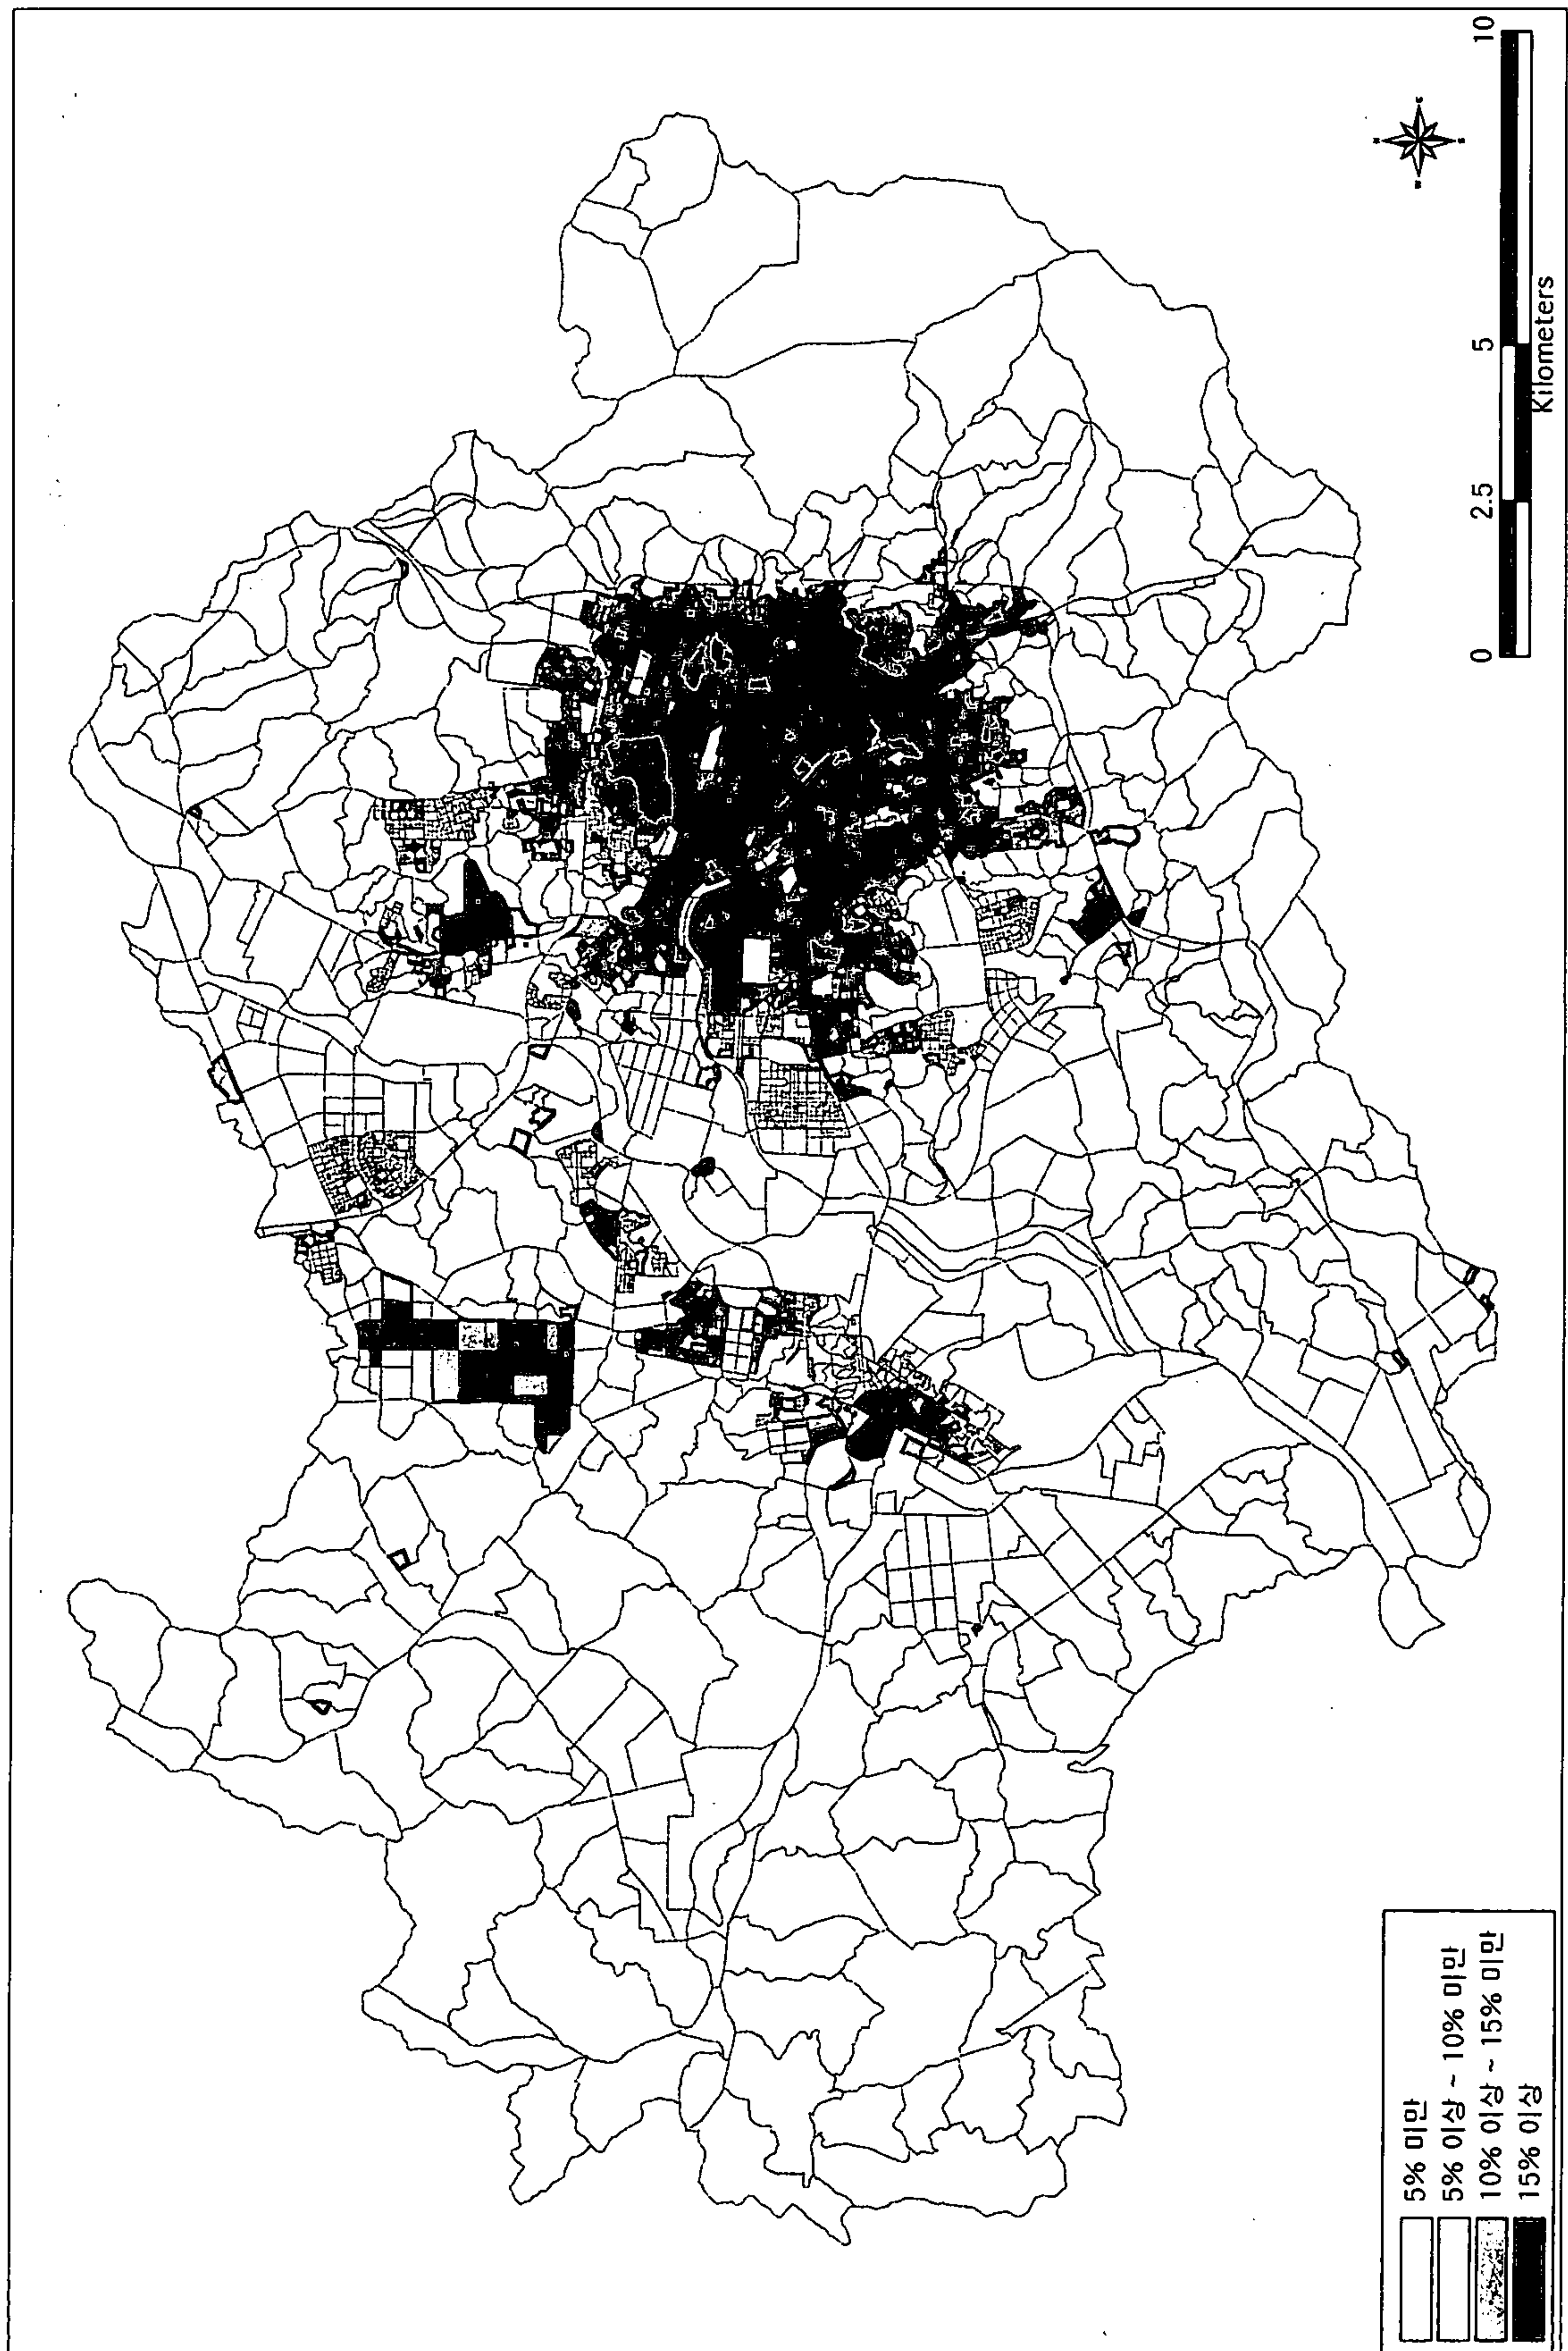 5% 미만
5% 이상 ~ 10% 미만
10% 이상 ~ 15% 미만
15% 이상
0 2.5 5 10
Kilometers